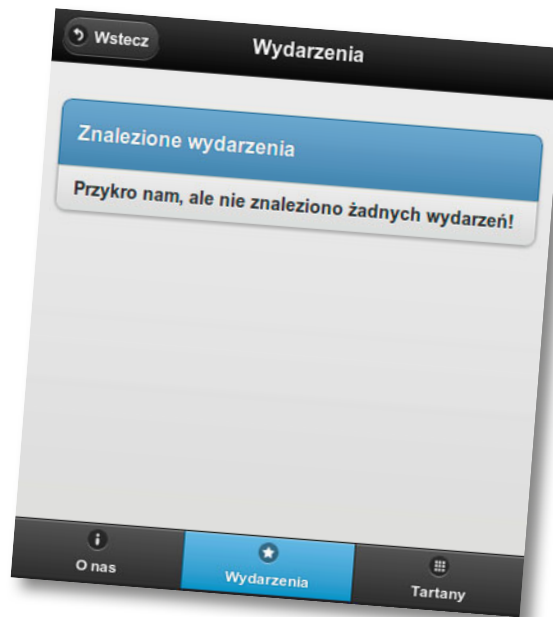 Wstecz
Wydarzenia
Znalezione wydarzenia
Przykro nam, ale nie znaleziono żadnych wydarzeń!
O nas
Wydarzenia
Tartany